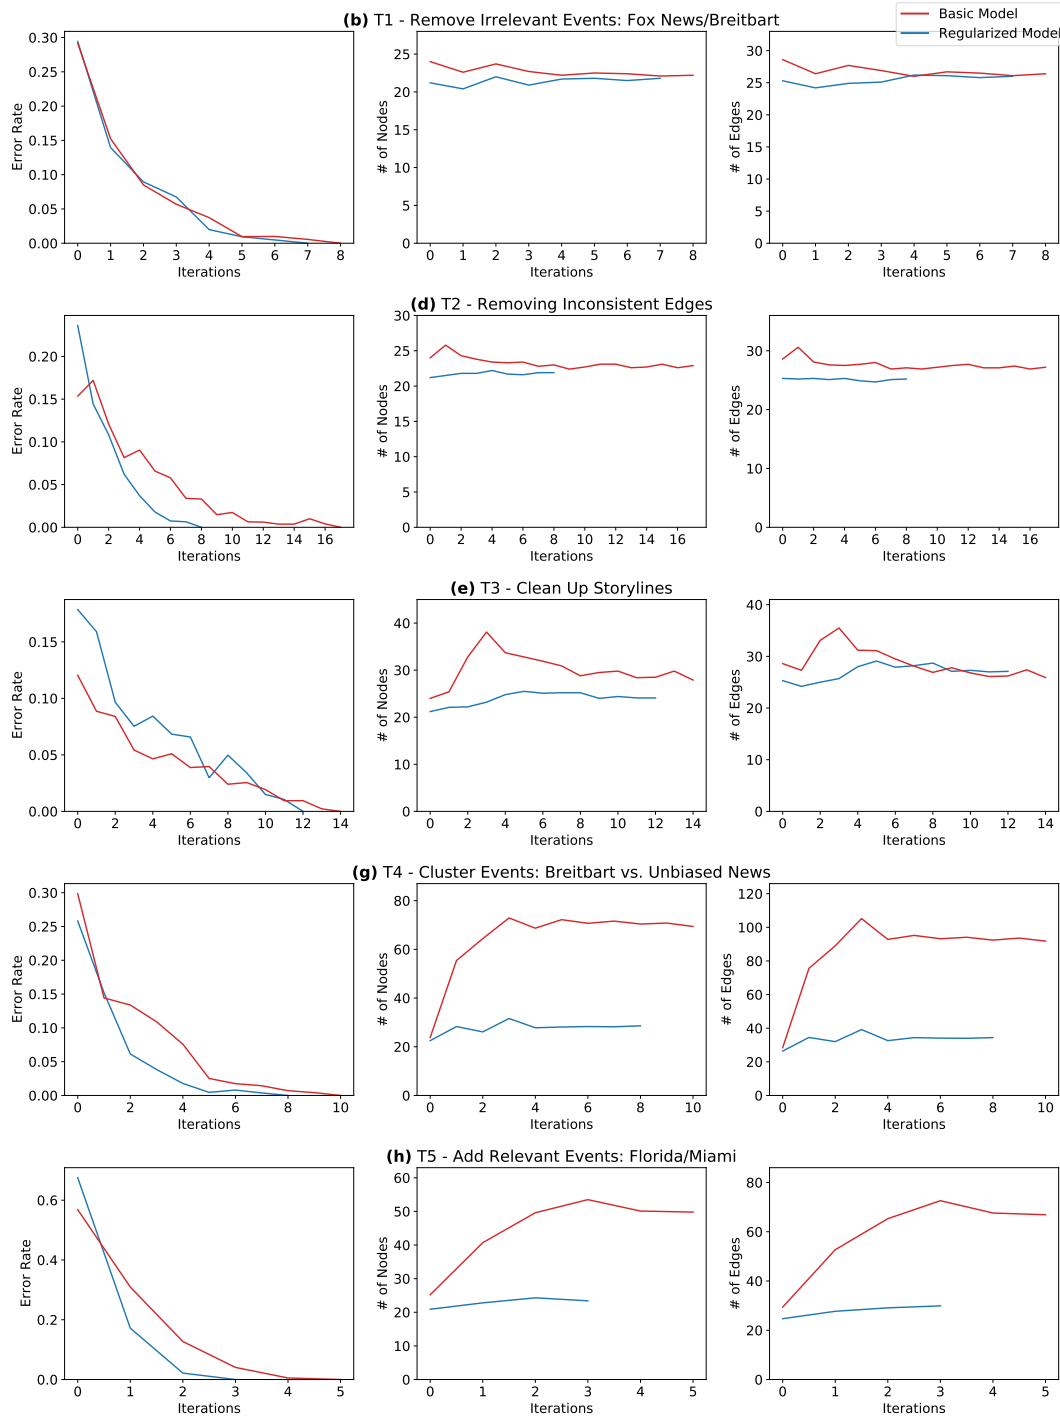 (b) T1 - Remove Irrelevant Events: Fox News/Breitbart
Basic Model
Regularized Model
Error Rate
0.30
0.25
0.20
0.15
0.10
0.05
0.00
0 1 2 3 4 5 6 7 8
Iterations
# of Nodes
25
20
15
10
5
0
0 1 2 3 4 5 6 7 8
Iterations
# of Edges
30
25
20
15
10
5
0
0 1 2 3 4 5 6 7 8
Iterations
(d) T2 - Removing Inconsistent Edges
Error Rate
0.20
0.15
0.10
0.05
0.00
0 2 4 6 8 10 12 14 16
Iterations
# of Nodes
30
25
20
15
10
5
0
0 2 4 6 8 10 12 14 16
Iterations
# of Edges
30
20
10
0
0 2 4 6 8 10 12 14 16
Iterations
(e) T3 - Clean Up Storylines
Error Rate
0.15
0.10
0.05
0.00
0 2 4 6 8 10 12 14
Iterations
# of Nodes
40
30
20
10
0
0 2 4 6 8 10 12 14
Iterations
# of Edges
40
30
20
10
0
0 2 4 6 8 10 12 14
Iterations
(g) T4 - Cluster Events: Breitbart vs. Unbiased News
Error Rate
0.30
0.25
0.20
0.15
0.10
0.05
0.00
0 2 4 6 8 10
Iterations
# of Nodes
80
60
40
20
0
0 2 4 6 8 10
Iterations
# of Edges
120
100
80
60
40
20
0
0 2 4 6 8 10
Iterations
(h) T5 - Add Relevant Events: Florida/Miami
Error Rate
0.6
0.4
0.2
0.0
0 1 2 3 4 5
Iterations
# of Nodes
60
50
40
30
20
10
0
0 1 2 3 4 5
Iterations
# of Edges
80
60
40
20
0
0 1 2 3 4 5
Iterations